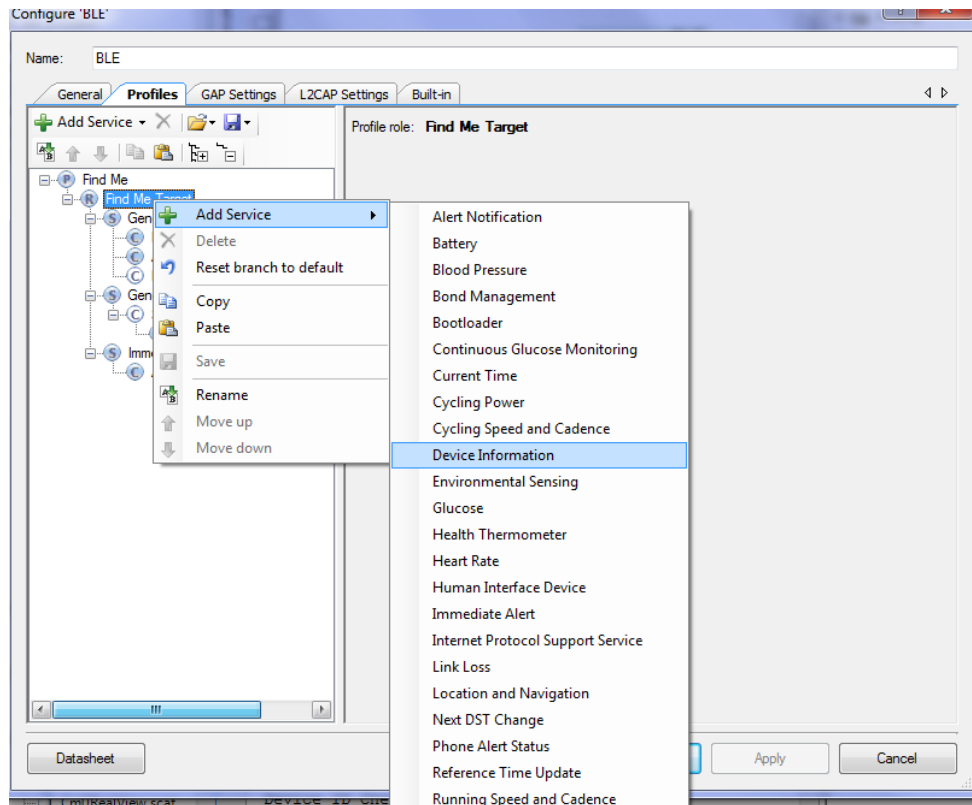 Configure 'BLE'
Name: BLE
General Profiles GAP Settings L2CAP Settings Built-in
Add Service
Profile role: Find Me Target
Find Me
Find Me Target
Gen
Gen
Imme
Add Service
Delete
Reset branch to default
Copy
Paste
Save
Rename
Move up
Move down
Alert Notification
Battery
Blood Pressure
Bond Management
Bootloader
Continuous Glucose Monitoring
Current Time
Cycling Power
Cycling Speed and Cadence
Device Information
Environmental Sensing
Glucose
Health Thermometer
Heart Rate
Human Interface Device
Immediate Alert
Internet Protocol Support Service
Link Loss
Location and Navigation
Next DST Change
Phone Alert Status
Reference Time Update
Running Speed and Cadence
Datasheet Apply Cancel